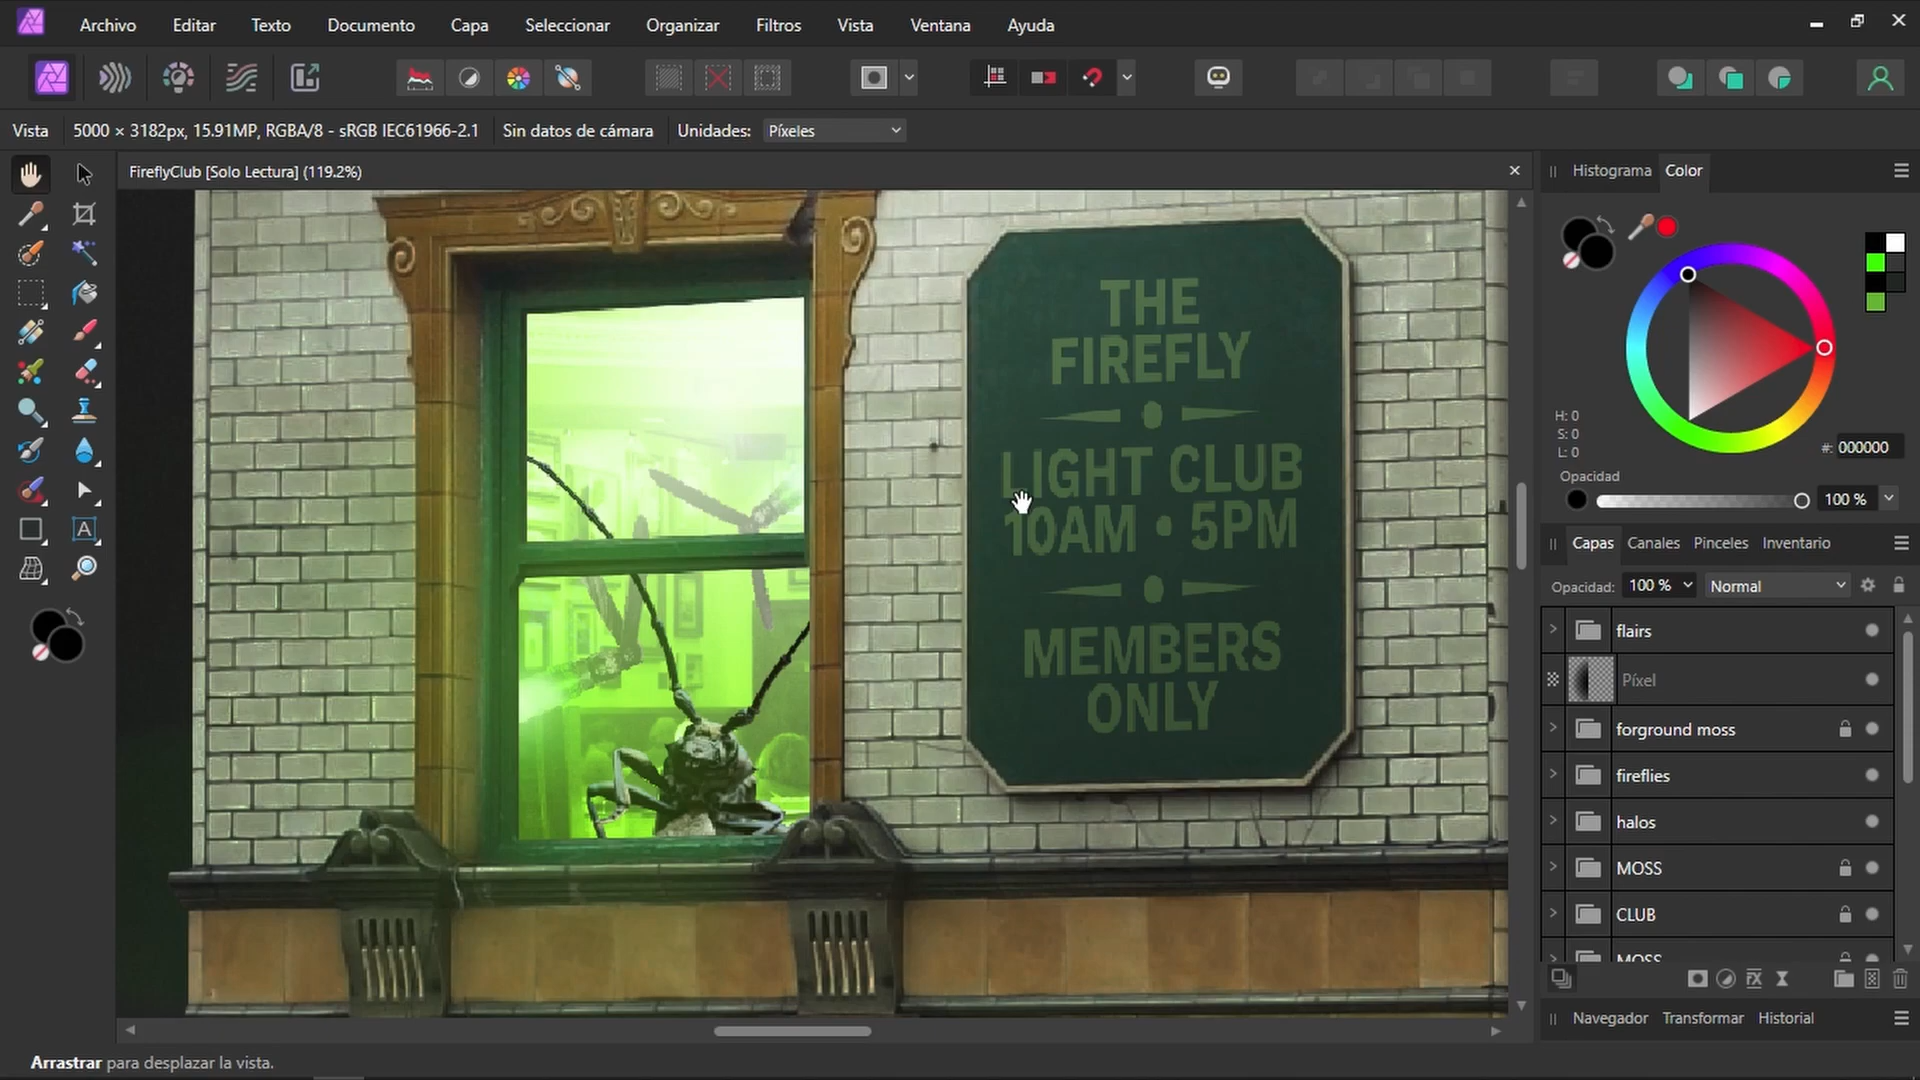 Archivo Editar Texto Documento Capa Seleccionar Organizar Filtros Vista Ventana Ayuda
Vista 5000 × 3182px, 15.91MP, RGBA/8 - sRGB IEC61966-2.1 Sin datos de cámara Unidades: Píxeles
FireflyClub [Solo Lectura] (119.2%)
Histograma Color
THE
FIREFLY
LIGHT CLUB
10AM • 5PM
MEMBERS
ONLY
H: 0
S: 0
L: 0
#: 000000
Opacidad
100 %
Capas Canales Pinceles Inventario
Opacidad: 100 % Normal
flairs
Píxel
forground moss
fireflies
halos
MOSS
CLUB
MOSS
Navegador Transformar Historial
Arrastrar para desplazar la vista.